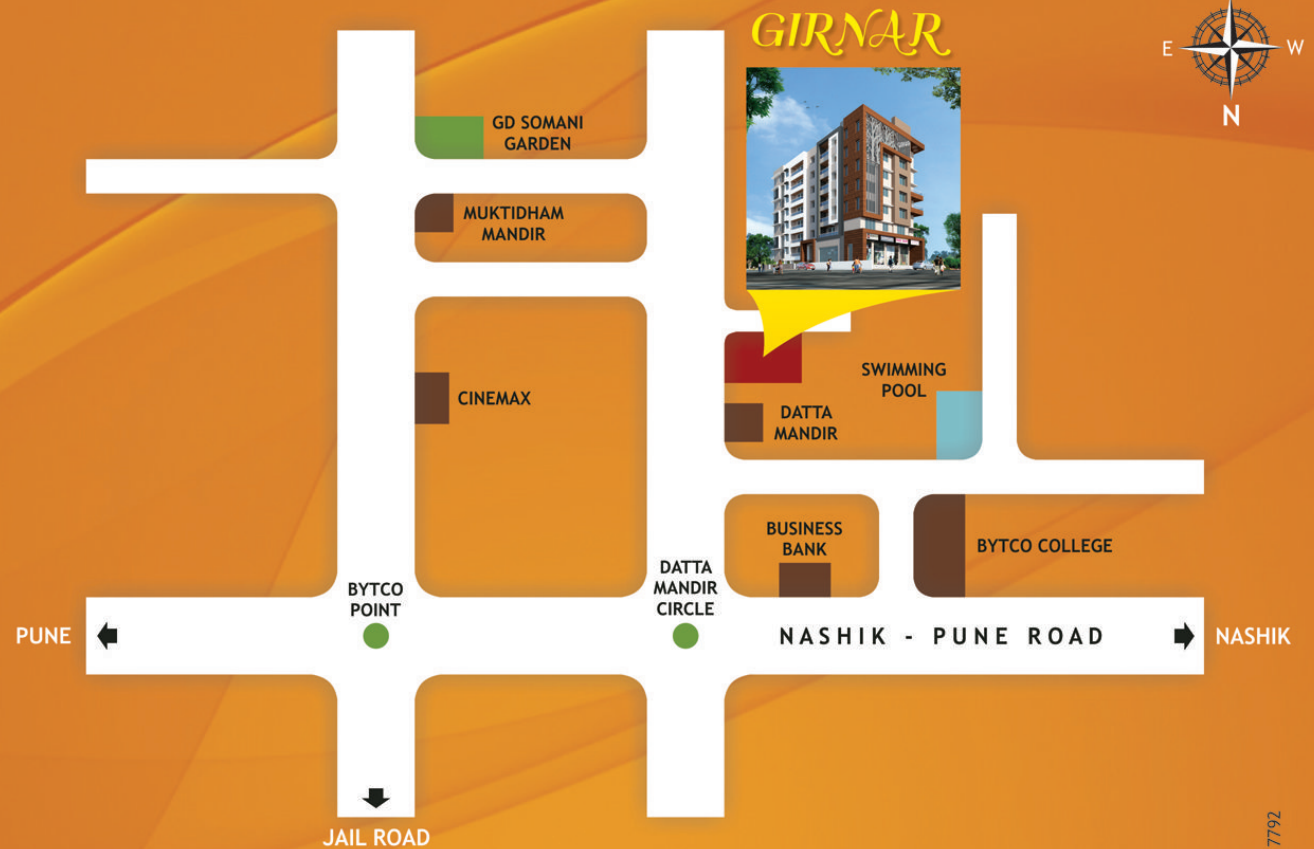 GIRNAR
E
W
N
GD SOMANI
GARDEN
MUKTIDHAM
MANDIR
CINEMAX
SWIMMING
POOL
DATTA
MANDIR
BUSINESS
BANK
BYTCO COLLEGE
BYTCO
POINT
DATTA
MANDIR
CIRCLE
PUNE
NASHIK - PUNE ROAD
NASHIK
JAIL ROAD
7792